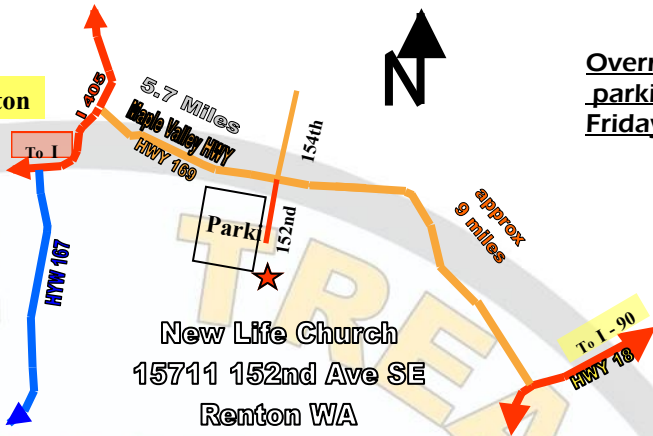 N
Overn
parki
Friday
ton
I 405
5.7 Miles
Maple Valley HWY
HWY 169
154th
To I
Parki
152nd
approx
9 miles
HYW 167
TREA
New Life Church
15711 152nd Ave SE
Renton WA
To I - 90
HWY 18